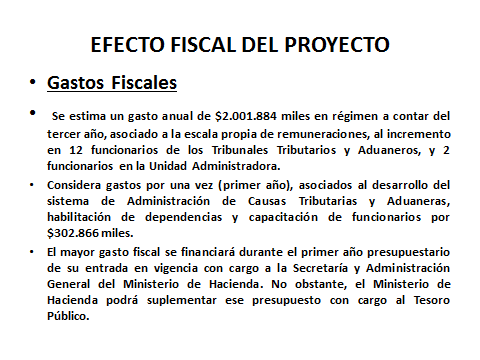 EFECTO FISCAL DEL PROYECTO
• Gastos Fiscales
• Se estima un gasto anual de $2.001.884 miles en régimen a contar del
tercer año, asociado a la escala propia de remuneraciones, al incremento
en 12 funcionarios de los Tribunales Tributarios y Aduaneros, y 2
funcionarios en la Unidad Administradora.
• Considera gastos por una vez (primer año), asociados al desarrollo del
sistema de Administración de Causas Tributarias y Aduaneras,
habilitación de dependencias y capacitación de funcionarios por
$302.866 miles.
• El mayor gasto fiscal se financiará durante el primer año presupuestario
de su entrada en vigencia con cargo a la Secretaría y Administración
General del Ministerio de Hacienda. No obstante, el Ministerio de
Hacienda podrá suplementar ese presupuesto con cargo al Tesoro
Público.